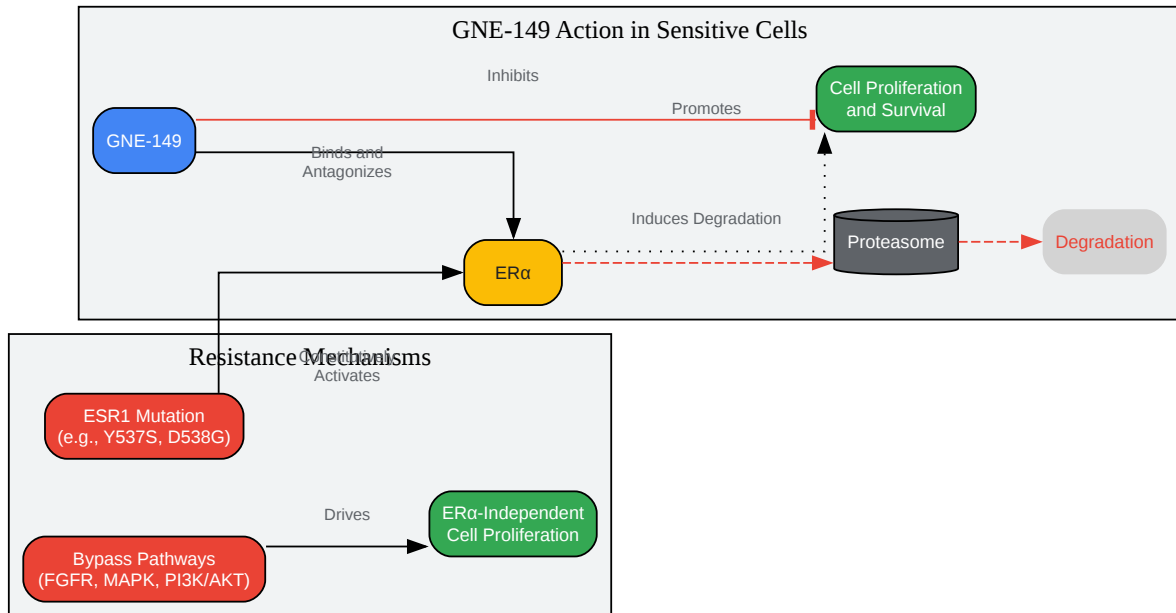 GNE-149 Action in Sensitive Cells
Inhibits
Cell Proliferation
and Survival
Promotes
GNE-149
Binds and
Antagonizes
Induces Degradation
Proteasome
Degradation
ERα
Resistance Mechanisms
Constitutively
Activates
ESR1 Mutation
(e.g., Y537S, D538G)
Drives
ERα-Independent
Cell Proliferation
Bypass Pathways
(FGFR, MAPK, PI3K/AKT)